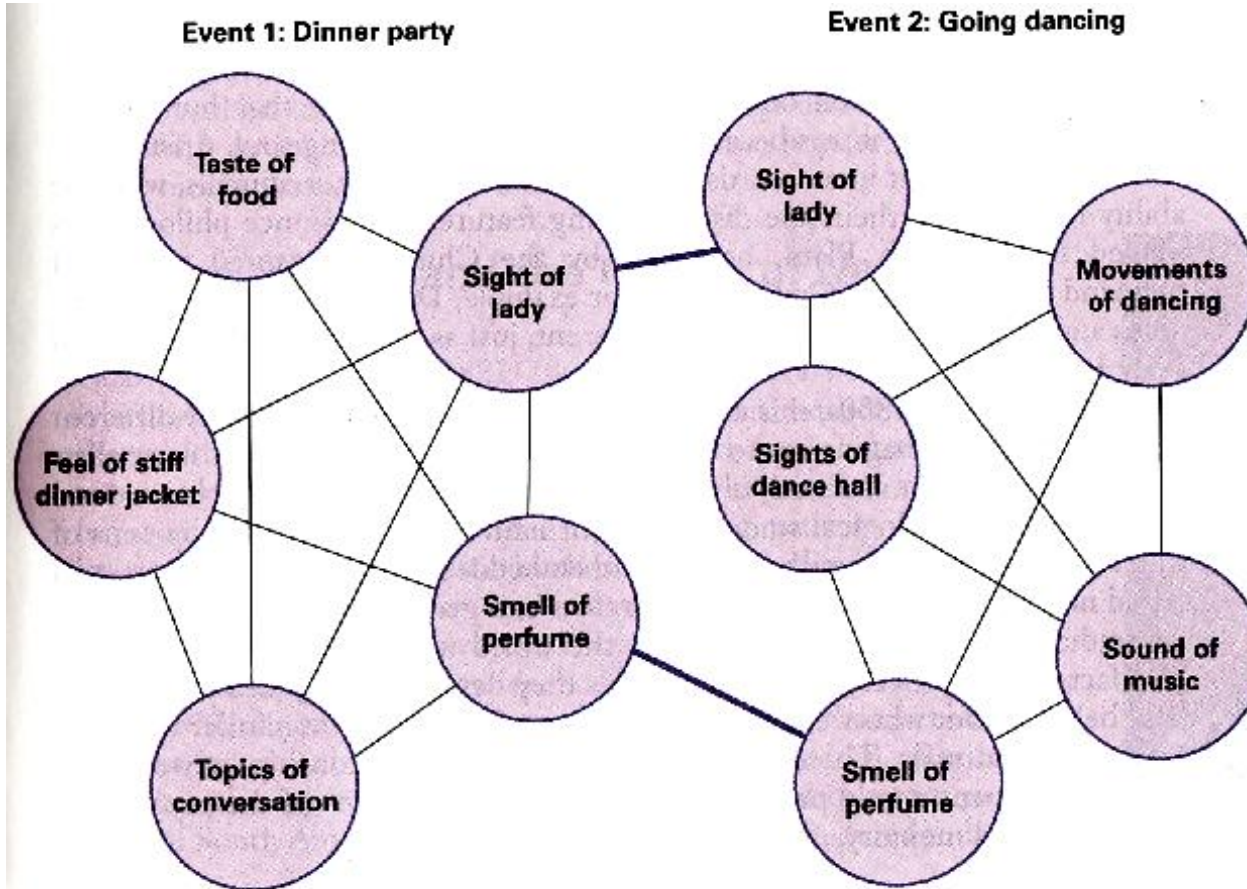 Event 1: Dinner party
Event 2: Going dancing
Taste of
food
Sight of
lady
Feel of stiff
dinner jacket
Smell of
perfume
Topics of
conversation
Sight of
lady
Movements
of dancing
Sights of
dance hall
Sound of
music
Smell of
perfume